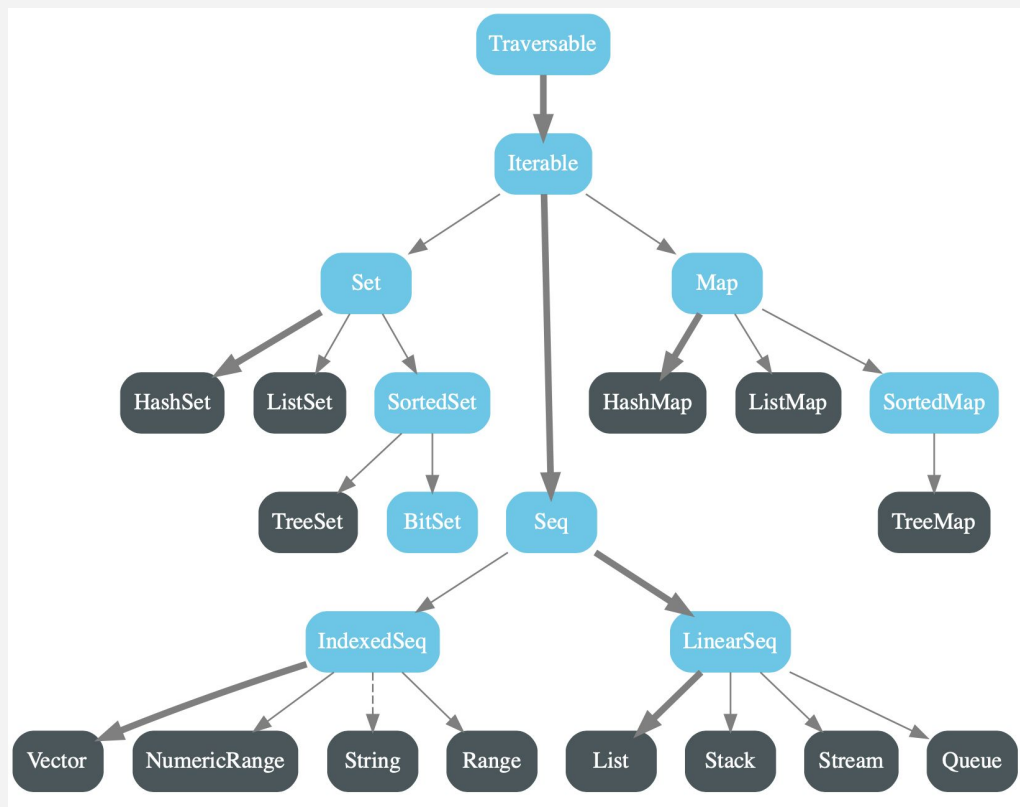 Traversable
Iterable
Set
Map
HashSet
ListSet
SortedSet
HashMap
ListMap
SortedMap
TreeSet
BitSet
Seq
TreeMap
IndexedSeq
LinearSeq
Vector
NumericRange
String
Range
List
Stack
Stream
Queue